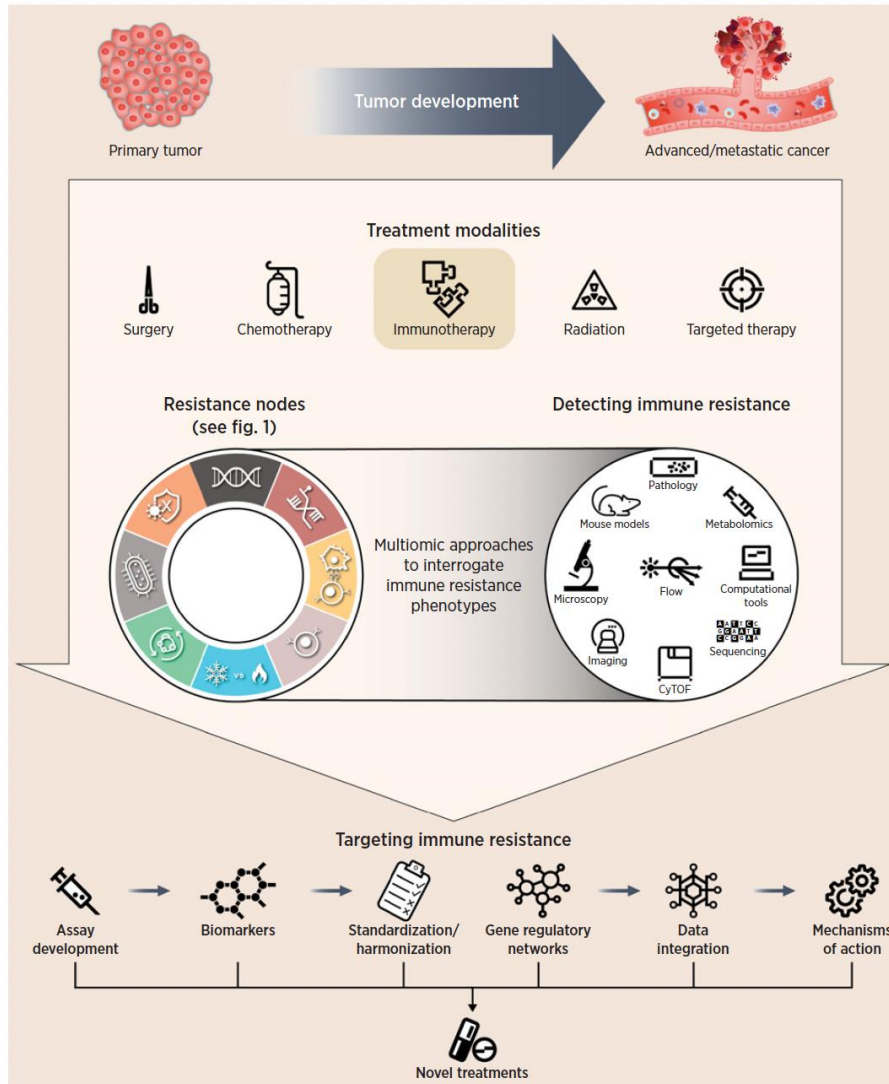 Tumor development
Primary tumor
Advanced/metastatic cancer
Treatment modalities
Surgery
Chemotherapy
Immunotherapy
Radiation
Targeted therapy
Resistance nodes
(see fig. 1)
Detecting immune resistance
vs
Multiomic approaches
to interrogate
immune resistance
phenotypes
Pathology
Mouse models
Metabolomics
Microscopy
Flow
Computational
tools
Imaging
AATTCC
GGAATT
CCGGAA
Sequencing
CyTOF
Targeting immune resistance
Assay
development
Biomarkers
Standardization/
harmonization
Gene regulatory
networks
Data
integration
Mechanisms
of action
Novel treatments